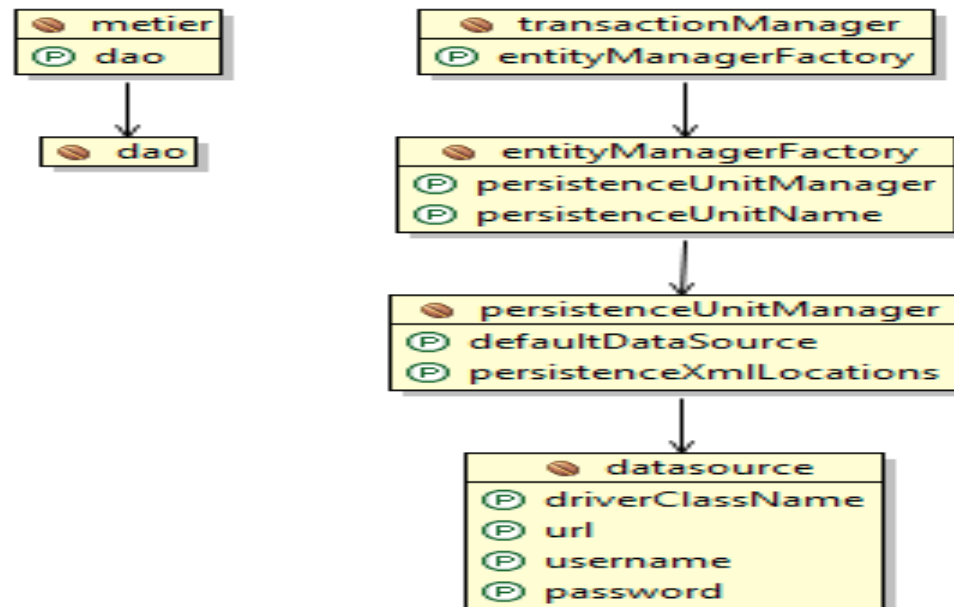 metier
dao
dao
transactionManager
entityManagerFactory
entityManagerFactory
persistenceUnitManager
persistenceUnitName
persistenceUnitManager
defaultDataSource
persistenceXmlLocations
datasource
driverClassName
url
username
password